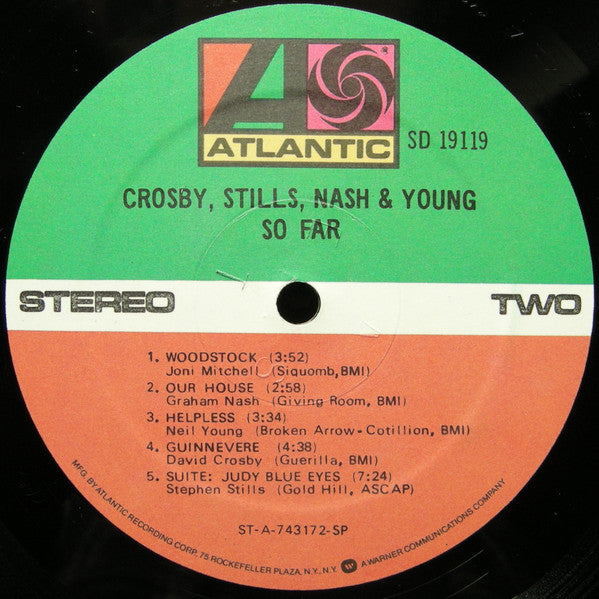 ATLANTIC
®
SD 19119
CROSBY, STILLS, NASH & YOUNG
SO FAR
STEREO
TWO
1. WOODSTOCK (3:52)
Joni Mitchell (Siquomb,BMI)
2. OUR HOUSE (2:58)
Graham Nash (Giving Room, BMI)
3. HELPLESS (3:34)
Neil Young (Broken Arrow-Cotillion, BMI)
4. GUINNEVERE (4:38)
David Crosby (Guerilla, BMI)
5. SUITE: JUDY BLUE EYES (7:24)
Stephen Stills (Gold Hill, ASCAP)
ST-A-743172-SP
MFG. BY ATLANTIC RECORDING CORP. 75 ROCKEFELLER PLAZA, N.Y., N.Y. A WARNER COMMUNICATIONS COMPANY